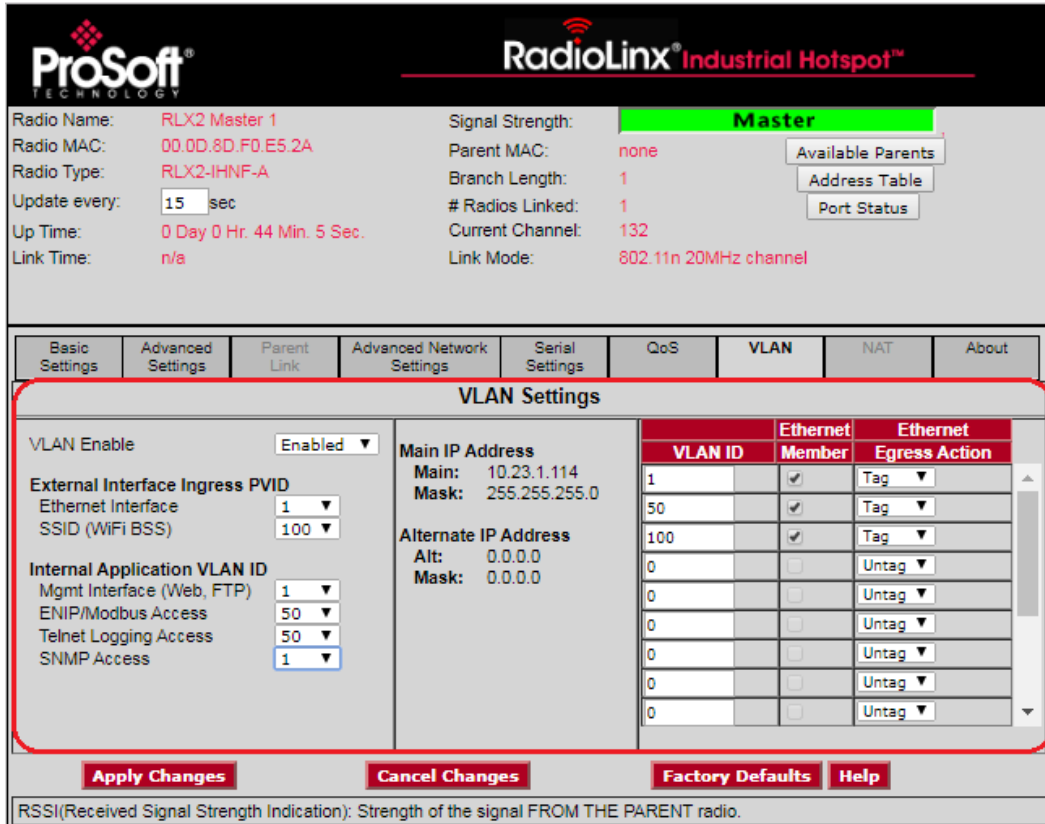 ProSoft®
TECHNOLOGY
RadioLinx® Industrial Hotspot™
Radio Name: RLX2 Master 1
Radio MAC: 00.0D.8D.F0.E5.2A
Radio Type: RLX2-IHNF-A
Update every: 15 sec
Up Time: 0 Day 0 Hr. 44 Min. 5 Sec.
Link Time: n/a
Signal Strength: Master
Parent MAC: none
Branch Length: 1
# Radios Linked: 1
Current Channel: 132
Link Mode: 802.11n 20MHz channel
Available Parents
Address Table
Port Status
Basic Settings
Advanced Settings
Parent Link
Advanced Network Settings
Serial Settings
QoS
VLAN
NAT
About
VLAN Settings
VLAN Enable Enabled
External Interface Ingress PVID
Ethernet Interface 1
SSID (WiFi BSS) 100
Internal Application VLAN ID
Mgmt Interface (Web, FTP) 1
ENIP/Modbus Access 50
Telnet Logging Access 50
SNMP Access 1
Main IP Address
Main: 10.23.1.114
Mask: 255.255.255.0
Alternate IP Address
Alt: 0.0.0.0
Mask: 0.0.0.0
VLAN ID Ethernet Member Ethernet Egress Action
1 Tag
50 Tag
100 Tag
0 Untag
0 Untag
0 Untag
0 Untag
0 Untag
0 Untag
Apply Changes
Cancel Changes
Factory Defaults
Help
RSSI(Received Signal Strength Indication): Strength of the signal FROM THE PARENT radio.